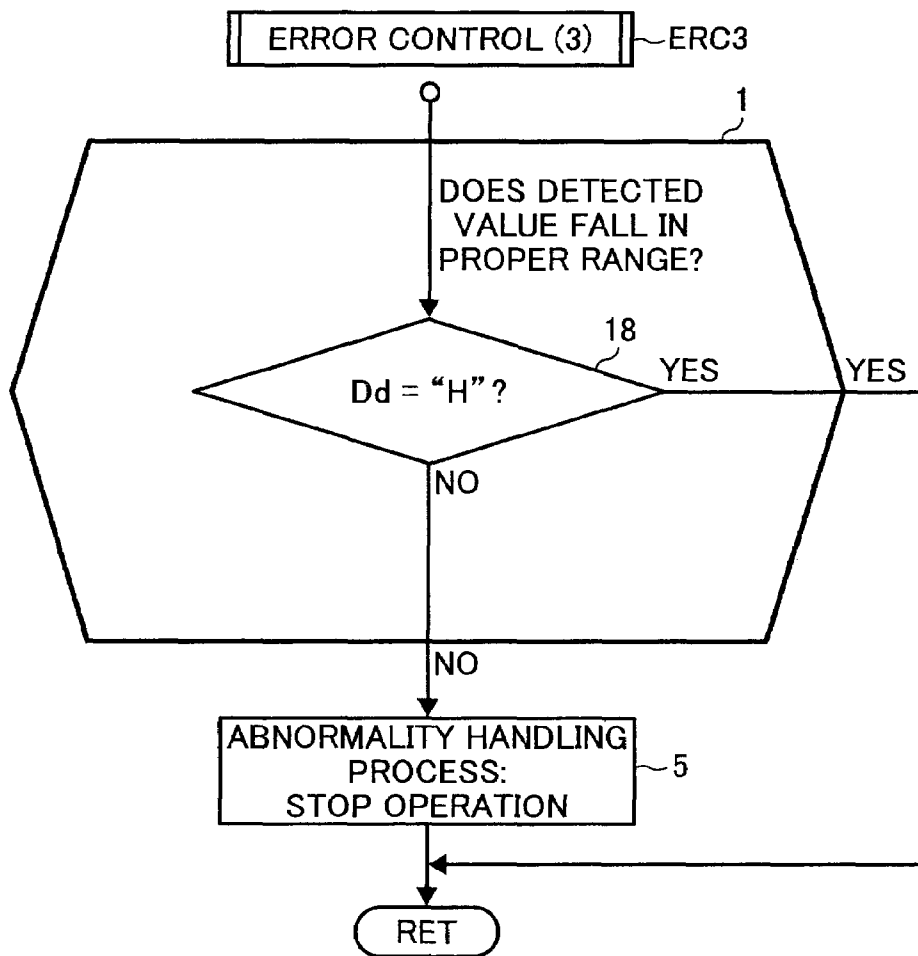 ERROR CONTROL (3)
ERC3
1
DOES DETECTED
VALUE FALL IN
PROPER RANGE?
18
Dd = “H” ?
YES
YES
NO
NO
ABNORMALITY HANDLING
PROCESS:
STOP OPERATION
5
RET